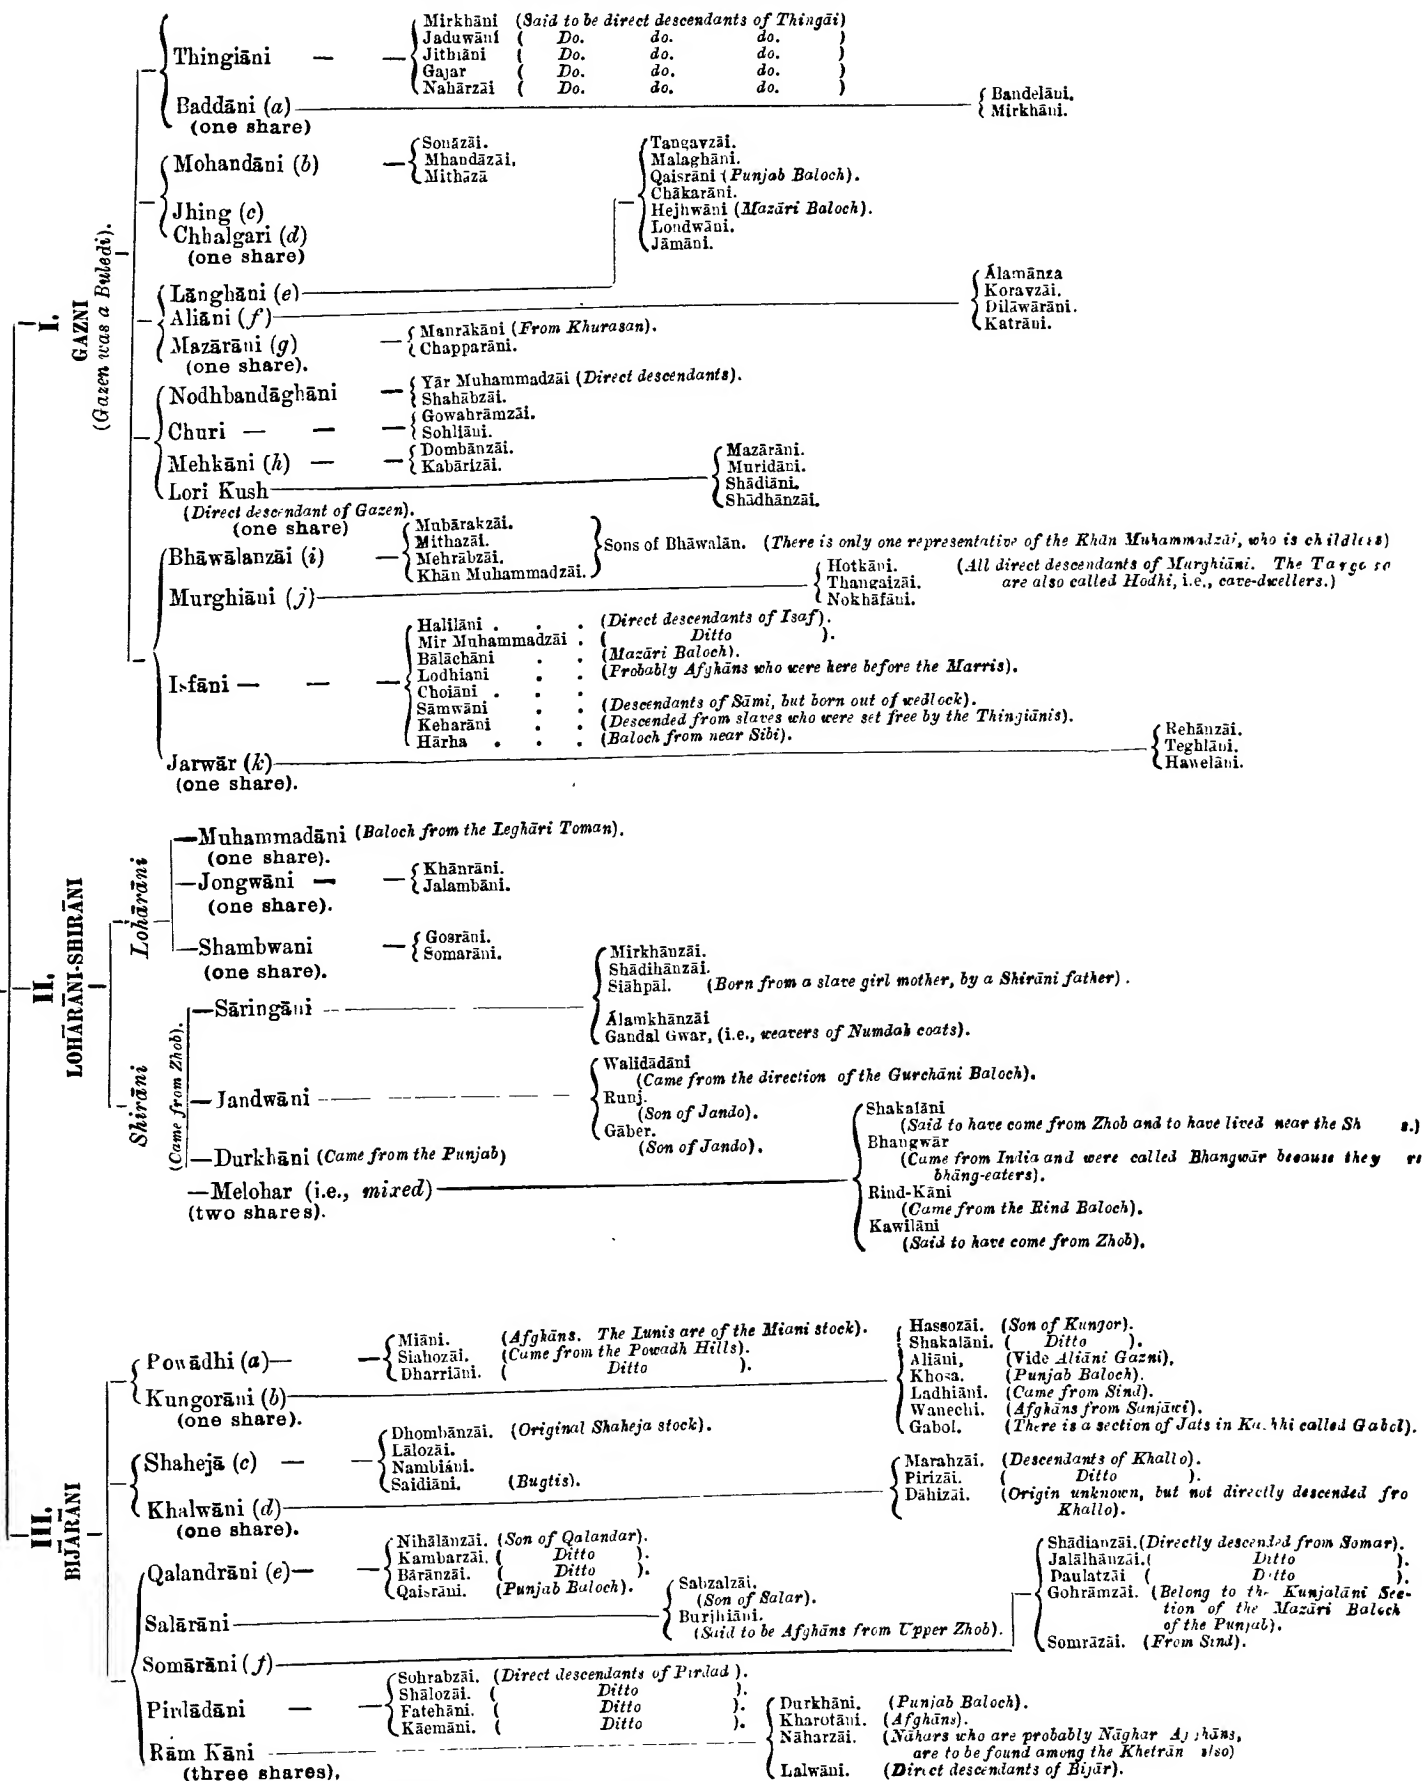 I.
GAZNI
(Gazen was a Buledi).
Thingiāni — —
Mirkhāni (Said to be direct descendants of Thingāi)
Jaduwāni ( Do. do. do. )
Jithiāni ( Do. do. do. )
Gajar ( Do. do. do. )
Nahārzāi ( Do. do. do. )
Baddāni (a)
(one share)
Bandelāni.
Mirkhāni.
Mohandāni (b) —
Sonāzāi.
Mhandāzāi.
Mithāzā
Jhing (c)
Chhalgari (d)
(one share)
Lānghāni (e)
Tangavzāi.
Malaghāni.
Qaisrāni (Punjab Baloch).
Chākarāni.
Hejhwāni (Mazāri Baloch).
Londwāni.
Jāmāni.
Aliāni (f)
Álamānza
Koravzāi.
Dilāwārāni.
Katrāni.
Mazārāni (g) —
(one share).
Manrākāni (From Khurasan).
Chapparāni.
Nodhbandāghāni —
Yār Muhammadzāi (Direct descendants).
Shahābzāi.
Churi — — —
Gowahrāmzāi.
Sohliāni.
Mehkāni (h) — —
Dombānzāi.
Kabārizāi.
Lori Kush
(Direct descendant of Gazen).
(one share)
Mazārāni.
Muridāni.
Shādiāni.
Shādhānzāi.
Bhāwālanzāi (i) —
Mubārakzāi.
Mithazāi.
Mehrābzāi.
Khān Muhammadzāi.
Sons of Bhāwalān. (There is only one representative of the Khān Muhammadzāi, who is childless)
Murghiāni (j)
Hotkāni. (All direct descendants of Murghiāni. The
Thangaizāi. are also called Hodhi, i.e., cave-dwellers.)
Nokhāfāni.
Isfāni — — —
Halilāni . . . (Direct descendants of Isaf).
Mir Muhammadzāi . ( Ditto ).
Bālāchāni . . (Mazāri Baloch).
Lodhiani . . (Probably Afghāns who were here before the Marris).
Choiāni . . .
Sāmwāni . . (Descendants of Sāmi, but born out of wedlock).
Keharāni . . (Descended from slaves who were set free by the Thingiānis).
Hārha . . . (Baloch from near Sibi).
Jarwār (k)
(one share).
Rehānzāi.
Teghlāni.
Hawelāni.
II.
LOHĀRĀNI-SHIRĀNI
Lohārāni
Muhammadāni (Baloch from the Leghāri Toman).
(one share).
Jongwāni — —
(one share).
Khānrāni.
Jalambāni.
Shambwani —
(one share).
Gosrāni.
Somarāni.
Shirāni
(Came from Zhob).
Sāringāni
Mirkhānzāi.
Shādihānzāi.
Siāhpāl. (Born from a slave girl mother, by a Shirāni father).
Álamkhānzāi
Gandal Gwar, (i.e., weavers of Numdah coats).
Jandwāni
Walidādāni
(Came from the direction of the Gurchāni Baloch).
Runj.
(Son of Jando).
Gāber.
(Son of Jando).
Durkhāni (Came from the Punjab)
Melohar (i.e., mixed)
(two shares).
Shakalāni
(Said to have come from Zhob and to have lived near the Sh s.)
Bhangwār
(Came from India and were called Bhangwār because they re
bhāng-eaters).
Rind-Kāni
(Came from the Rind Baloch).
Kawilāni
(Said to have come from Zhob).
III.
BIJĀRĀNI
Powādhi (a) —
Miāni. (Afghāns. The Lunis are of the Miani stock).
Siahozāi. (Came from the Powadh Hills).
Dharriāni. ( Ditto ).
Kungorāni (b)
(one share).
Hassozāi. (Son of Kungor).
Shakalāni. ( Ditto ).
Aliāni, (Vide Aliāni Gazni),
Khosa. (Punjab Baloch).
Ladhiāni. (Came from Sind).
Wanechi. (Afghāns from Sanjāwi).
Gabol. (There is a section of Jats in Kachhi called Gabol).
Shahejā (c) — —
Dhombānzāi. (Original Shaheja stock).
Lālozāi.
Nambiāni.
Saidiāni. (Bugtis).
Khalwāni (d)
(one share).
Marahzāi. (Descendants of Khallo).
Pirizāi. ( Ditto ).
Dāhizāi. (Origin unknown, but not directly descended fro
Khallo).
Qalandrāni (e) —
Nihālānzāi. (Son of Qalandar).
Kambarzāi. ( Ditto ).
Bārānzāi. ( Ditto ).
Qaisrāni. (Punjab Baloch).
Salārāni
Sabzalzāi.
(Son of Salar).
Burjhiāni.
(Said to be Afghāns from Upper Zhob).
Somārāni (f)
Shādianzāi. (Directly descended from Somar).
Jalālhānzāi. ( Ditto ).
Daulatzāi ( Ditto ).
Gohrāmzāi. (Belong to the Kunjalāni Sec-
tion of the Mazāri Baloch
of the Punjab).
Somrāzāi. (From Sind).
Pirdādāni — —
Sohrabzāi. (Direct descendants of Pirdad).
Shālozāi. ( Ditto ).
Fatehāni. ( Ditto ).
Kāemāni. ( Ditto ).
Rām Kāni
(three shares),
Durkhāni. (Punjab Baloch).
Kharotāni. (Afghāns).
Nāharzāi. (Nāhars who are probably Nāghar Afghāns,
are to be found among the Khetrān also)
Lalwāni. (Direct descendants of Bijār).